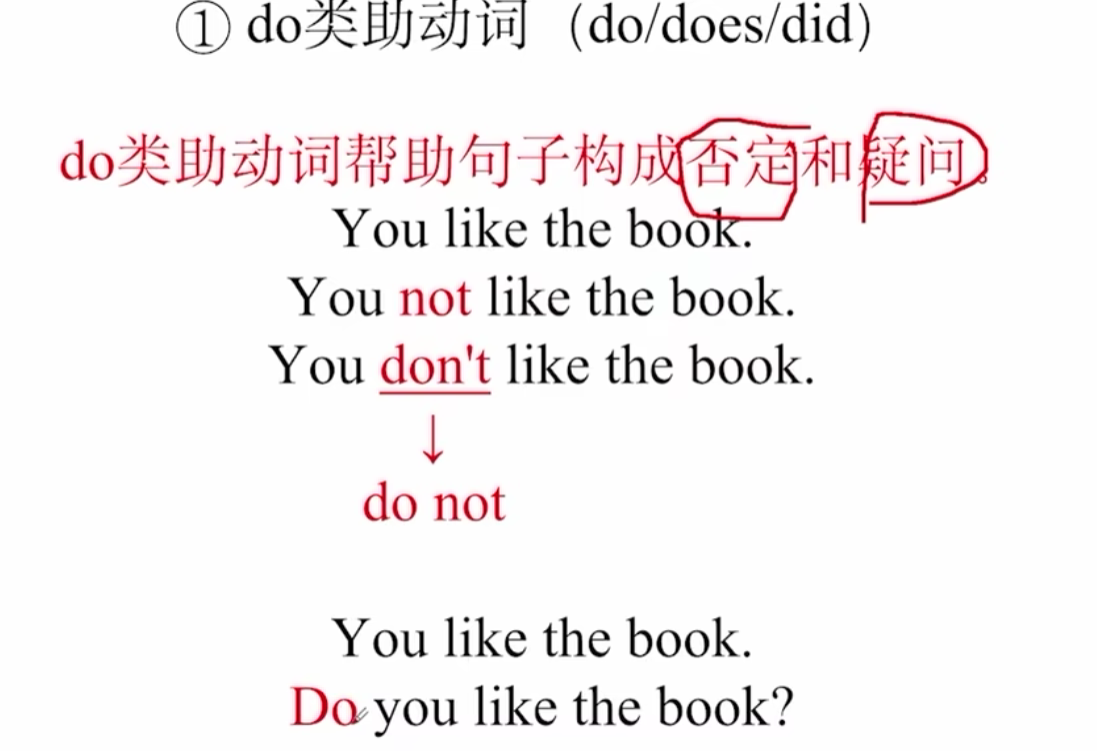 ① do类助动词（do/does/did）
do类助动词帮助句子构成否定和疑问。
You like the book.
You not like the book.
You don't like the book.
↓
do not
You like the book.
Do you like the book?